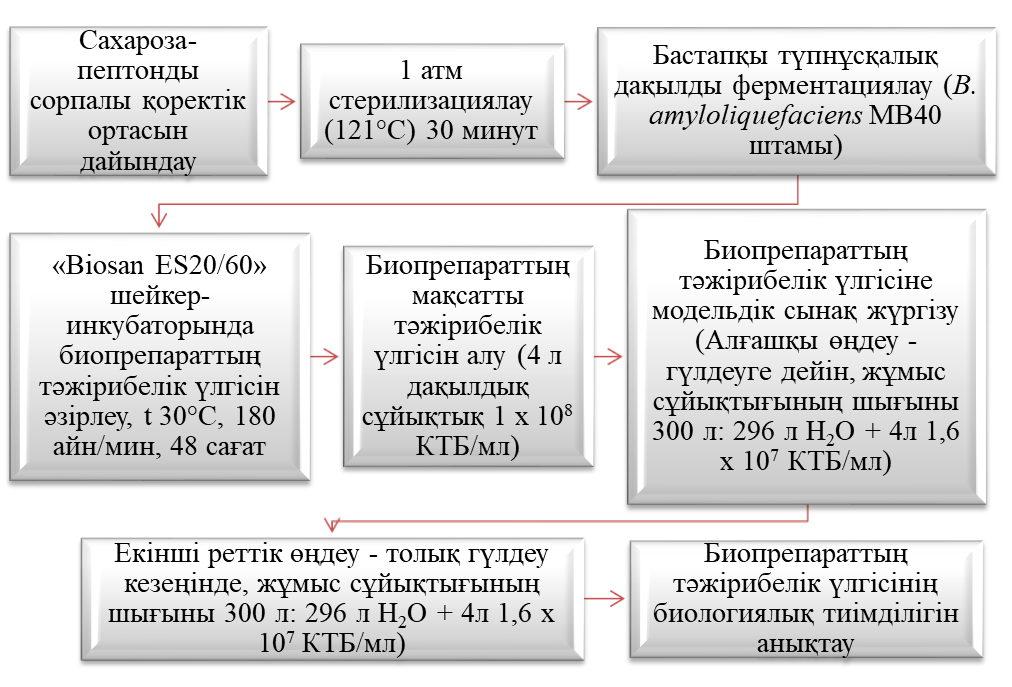 Сахароза-
пептонды
сорпалы қоректік
ортасын
дайындау
1 атм
стерилизациялау
(121°С) 30 минут
Бастапқы түпнұсқалық
дақылды ферментациялау (B.
amyloliquefaciens МВ40
штамы)
«Biosan ES20/60»
шейкер-
инкубаторында
биопрепараттың
тәжірибелік үлгісін
әзірлеу, t 30°С, 180
айн/мин, 48 сағат
Биопрепараттың
мақсатты
тәжірибелік
үлгісін алу (4 л
дақылдық
сұйықтық 1 х 10⁸
КТБ/мл)
Биопрепараттың
тәжірибелік үлгісіне
модельдік сынақ жүргізу
(Алғашқы өңдеу -
гүлдеуге дейін, жұмыс
сұйықтығының шығыны
300 л: 296 л H₂O + 4л 1,6
х 10⁷ КТБ/мл)
Екінші реттік өңдеу - толық гүлдеу
кезеңінде, жұмыс сұйықтығының
шығыны 300 л: 296 л H₂O + 4л 1,6 х
10⁷ КТБ/мл)
Биопрепараттың
тәжірибелік үлгісінің
биологиялық тиімділігін
анықтау